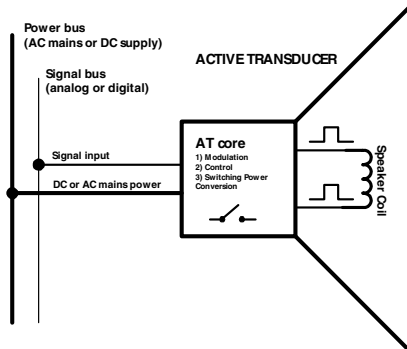 Power bus
(AC mains or DC supply)
Signal bus
(analog or digital)
ACTIVE TRANSDUCER
AT core
1) Modulation
2) Control
3) Switching Power
Conversion
Signal input
DC or AC mains power
Speaker Coil